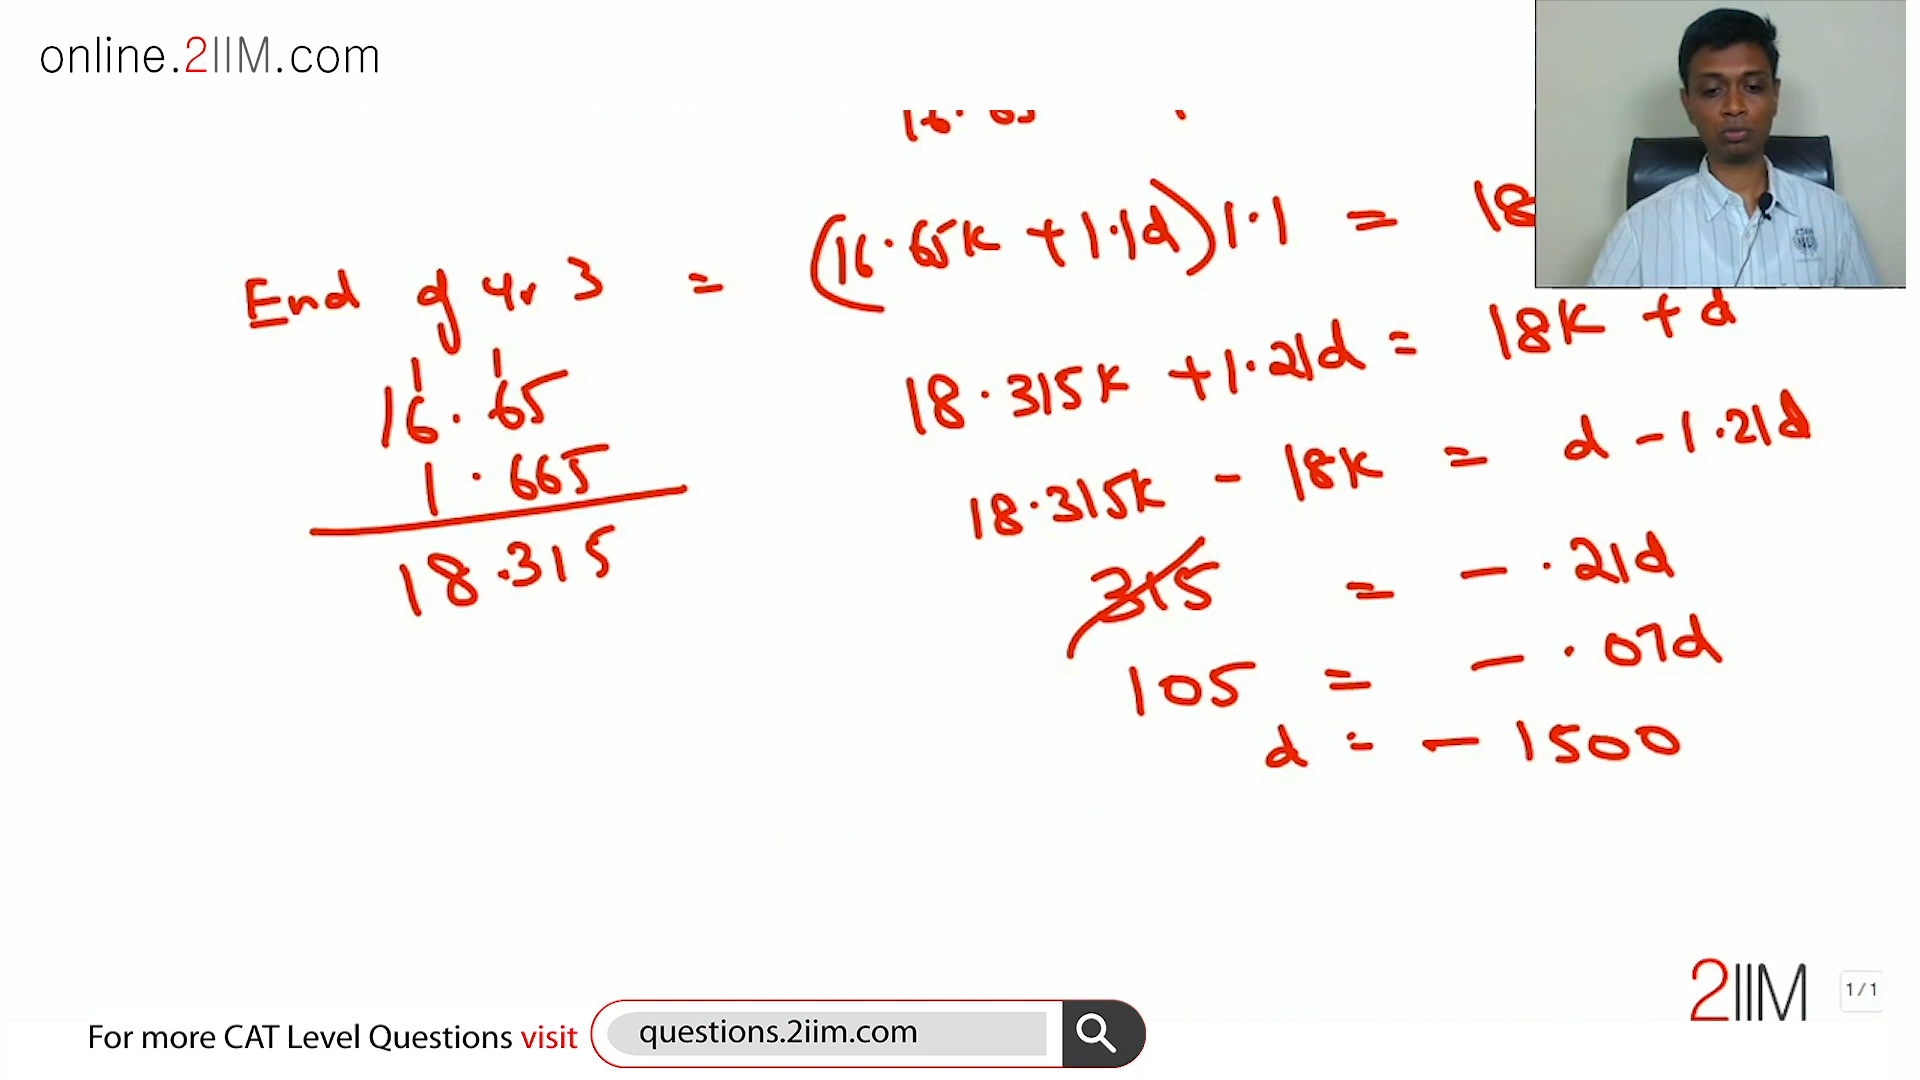 online.2IIM.com
(16.65k + 1.1d) 1.1 = 18
End of yr 3 =
18.315k + 1.21d = 18k + d
1 1
16.65
1.665
18.315
18.315k - 18k = d - 1.21d
315 = - .21d
105 = - .07d
d = - 1500
2IIM
1 / 1
For more CAT Level Questions visit questions.2iim.com